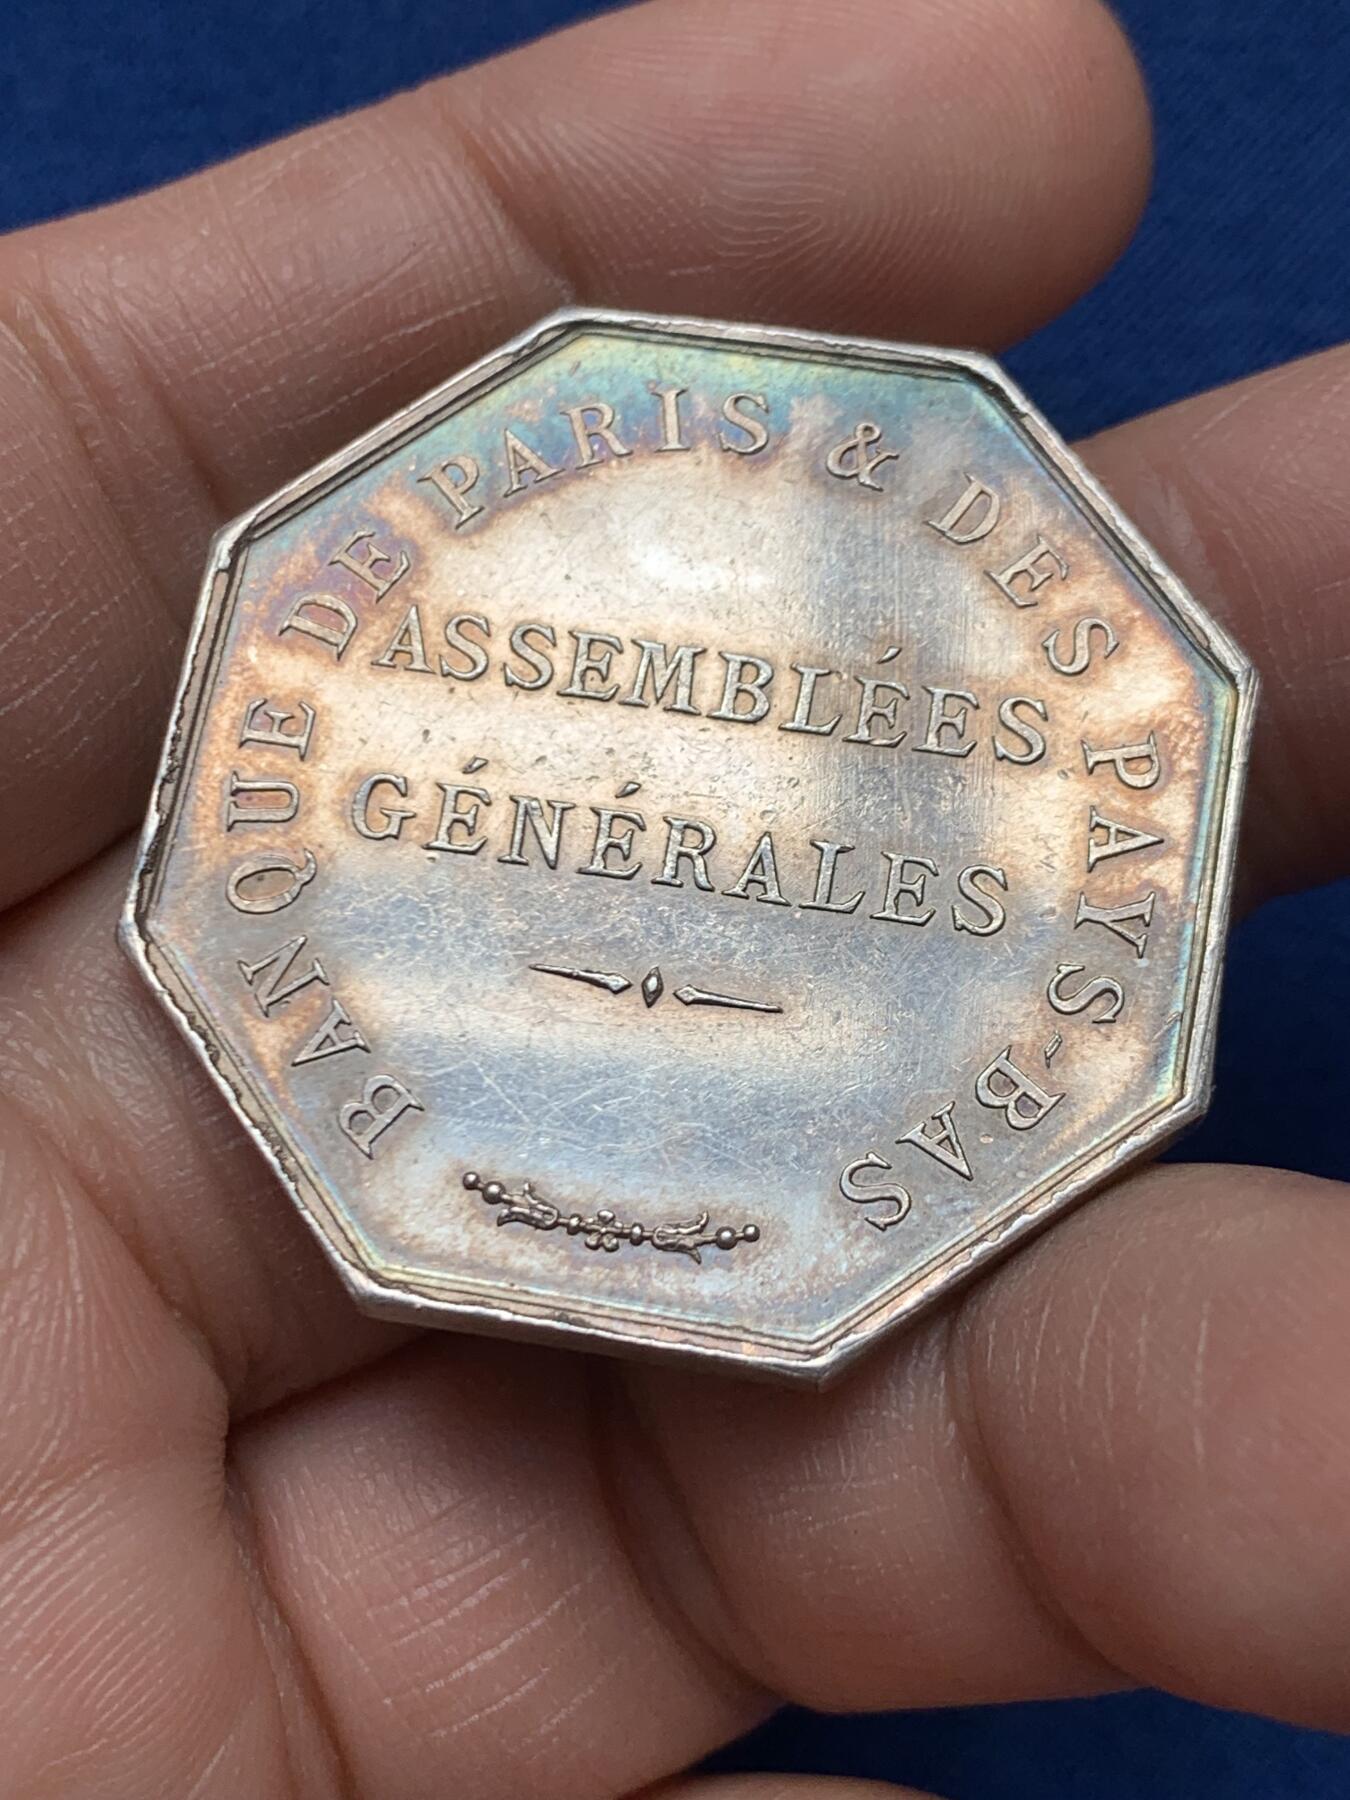 BANQUE DE PARIS & DES PAYS-BAS
ASSEMBLÉES
GÉNÉRALES